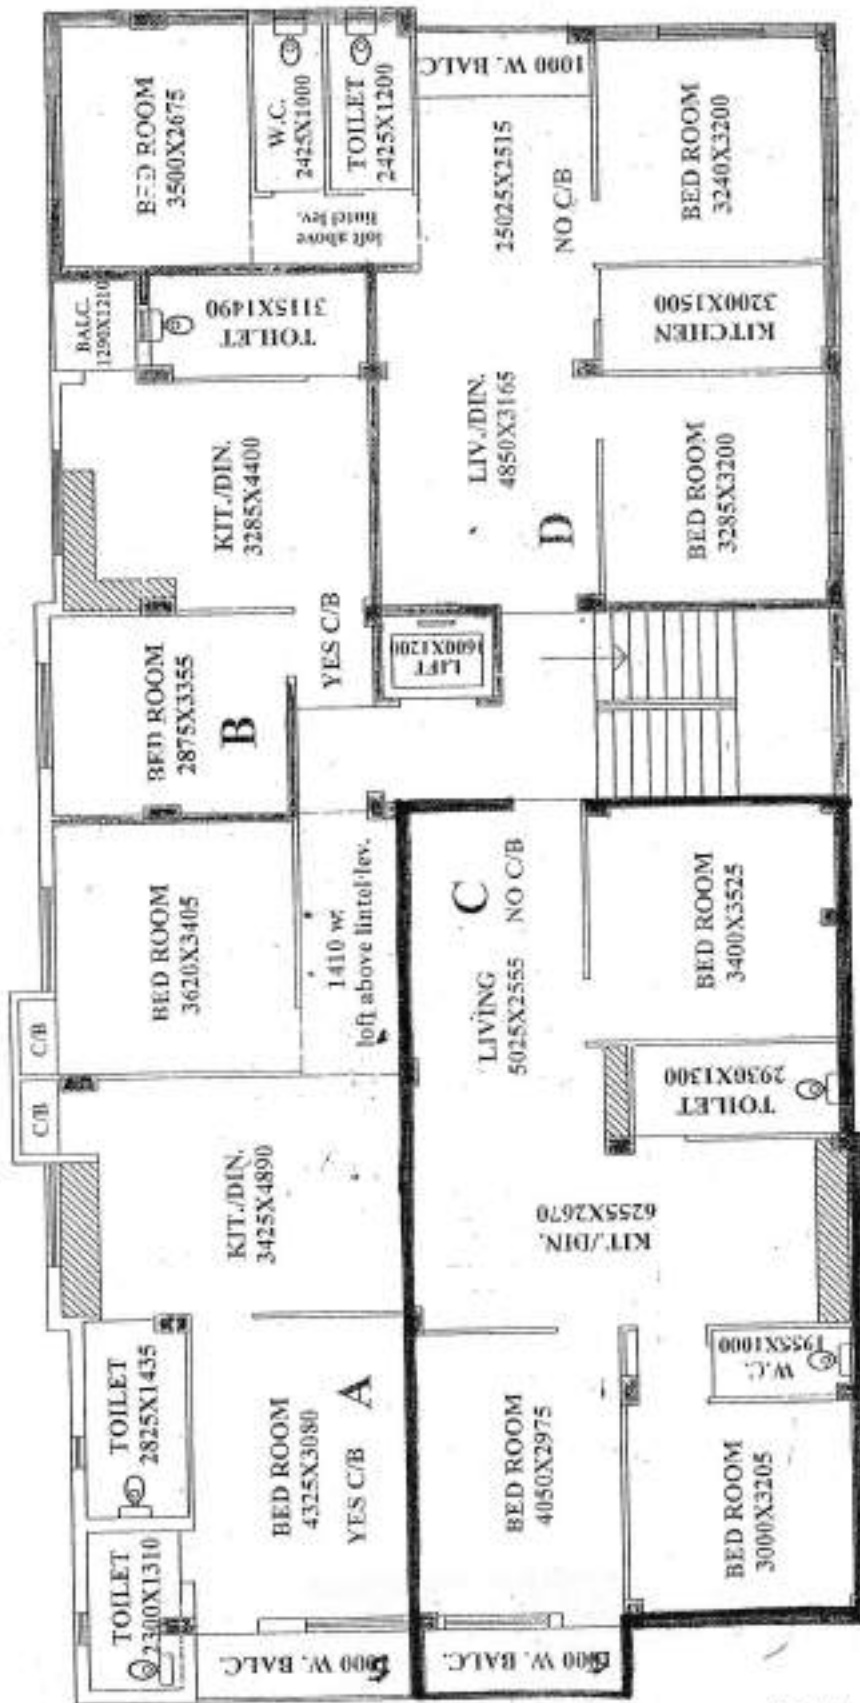 BED ROOM
3500X2675
W.C.
2425X1000
TOILET
2425X1200
1000 W. BALC.
loft above
lintel lev.
25025X2515
NO C/B
BED ROOM
3240X3200
BALC.
1290X1210
TOILET
3115X1490
KITCHEN
3200X1500
KIT./DIN.
3285X4400
LIV./DIN.
4850X3165
D
BED ROOM
3285X3200
BED ROOM
2875X3355
B
YES C/B
LIFT
1600X1200
BED ROOM
3620X3405
1410 w.
loft above lintel lev.
C
LIVING
5025X2555
NO C/B
BED ROOM
3400X3525
C/B
C/B
TOILET
2930X1300
KIT./DIN.
3425X4890
KIT./DIN.
6255X2670
TOILET
2825X1435
BED ROOM
4325X3080
A
YES C/B
BED ROOM
4050X2975
W.C.
1955X1000
BED ROOM
3000X3205
TOILET
2300X1310
W. BALC.
W. BALC.